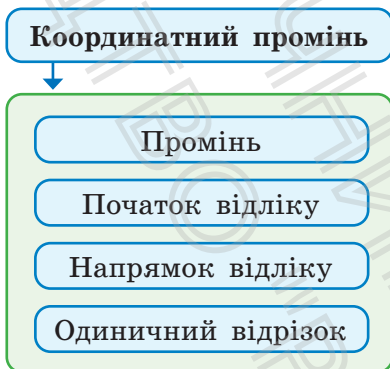 Координатний промінь
Промінь
Початок відліку
Напрямок відліку
Одиничний відрізок